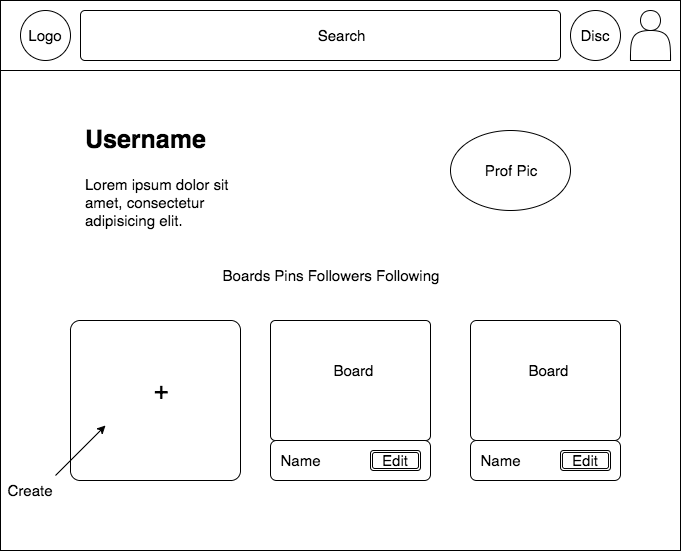 Logo
Search
Disc
Username
Prof Pic
Lorem ipsum dolor sit
amet, consectetur
adipisicing elit.
Boards Pins Followers Following
+
Board
Board
Name
Edit
Name
Edit
Create